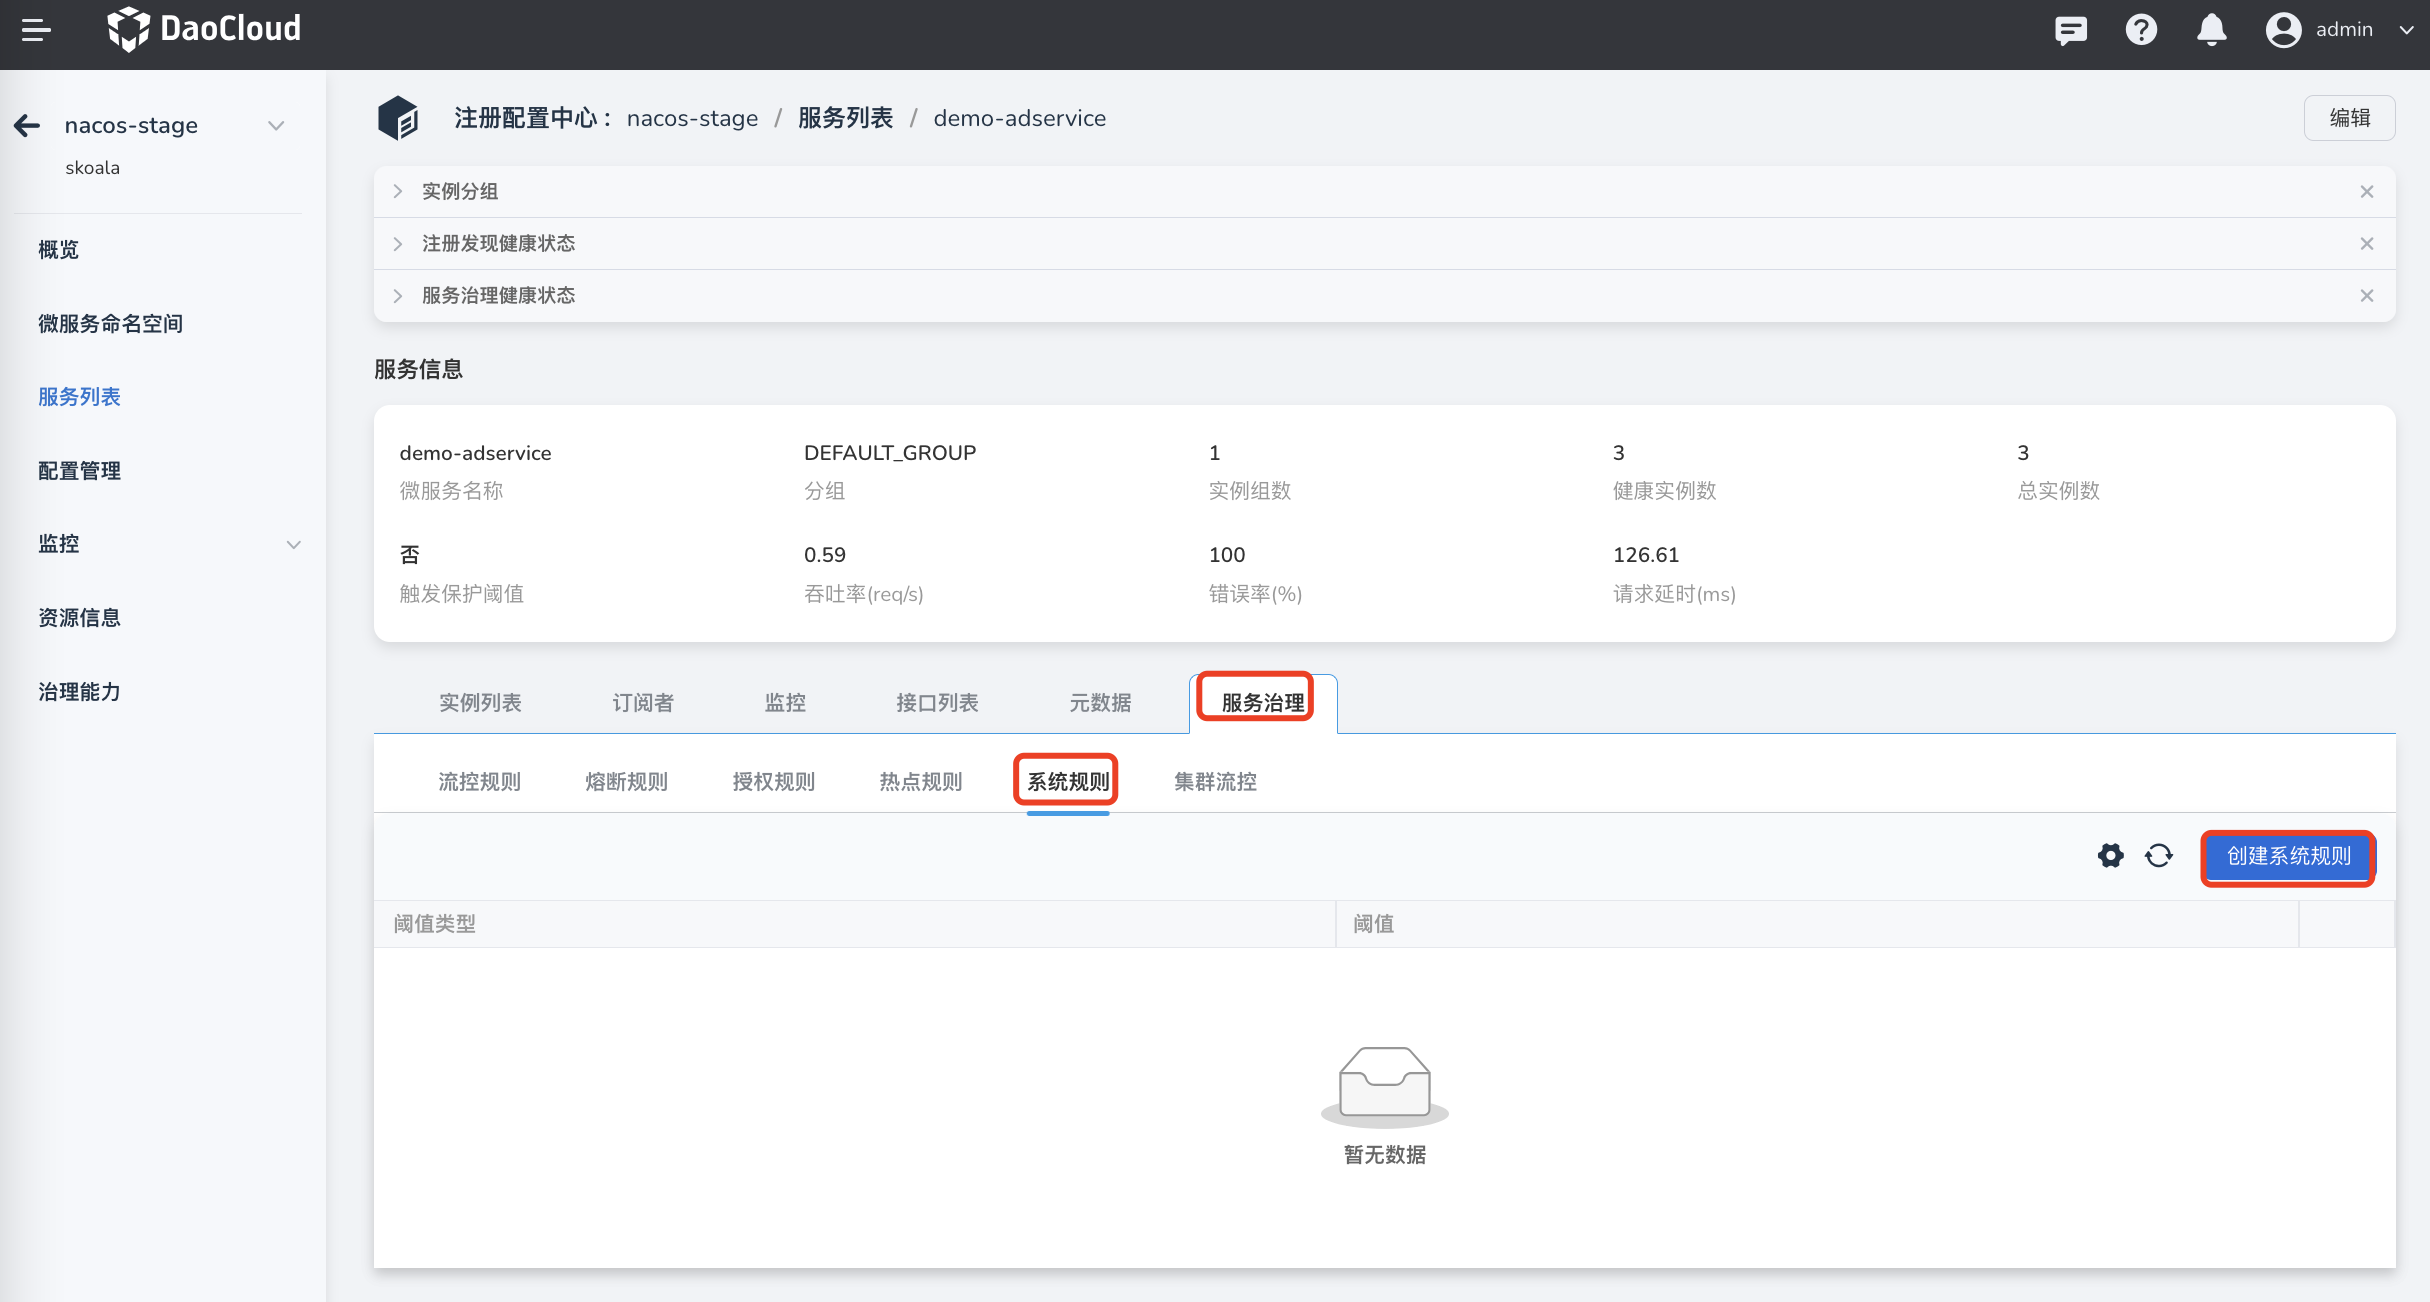 DaoCloud
admin
nacos-stage
skoala
概览
微服务命名空间
服务列表
配置管理
监控
资源信息
治理能力
注册配置中心： nacos-stage / 服务列表 / demo-adservice
编辑
实例分组
注册发现健康状态
服务治理健康状态
服务信息
demo-adservice DEFAULT_GROUP 1 3 3
微服务名称 分组 实例组数 健康实例数 总实例数
否 0.59 100 126.61
触发保护阈值 吞吐率(req/s) 错误率(%) 请求延时(ms)
实例列表 订阅者 监控 接口列表 元数据 服务治理
流控规则 熔断规则 授权规则 热点规则 系统规则 集群流控
创建系统规则
阈值类型 阈值
暂无数据